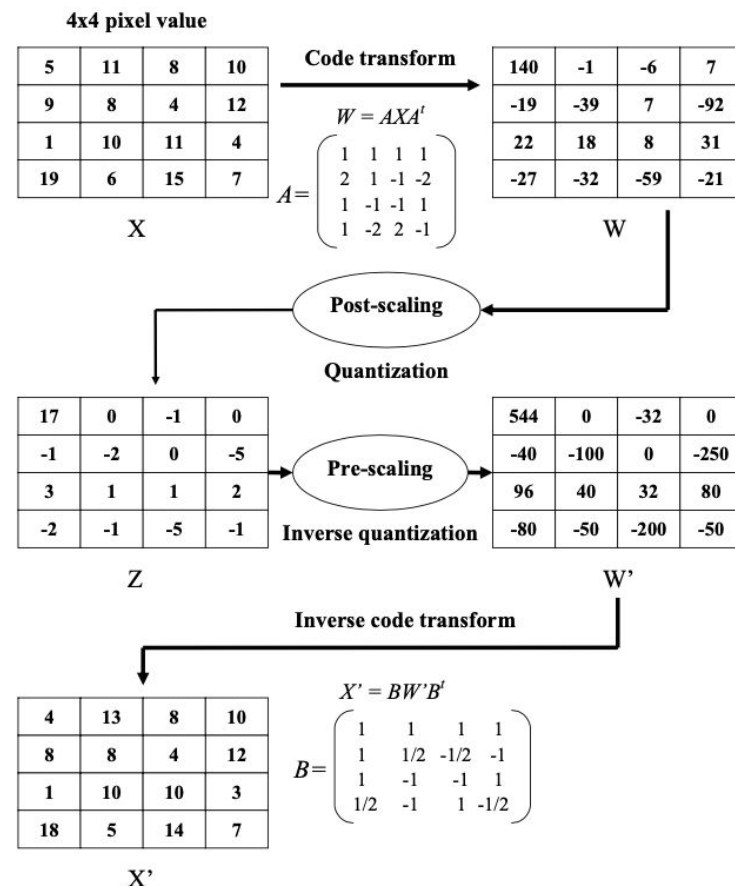 4x4 pixel value
5 11 8 10
9 8 4 12
1 10 11 4
19 6 15 7
X
Code transform
W = AXAᵗ
A=
1 1 1 1
2 1 -1 -2
1 -1 -1 1
1 -2 2 -1
140 -1 -6 7
-19 -39 7 -92
22 18 8 31
-27 -32 -59 -21
W
Post-scaling
Quantization
17 0 -1 0
-1 -2 0 -5
3 1 1 2
-2 -1 -5 -1
Z
Pre-scaling
Inverse quantization
544 0 -32 0
-40 -100 0 -250
96 40 32 80
-80 -50 -200 -50
W’
Inverse code transform
4 13 8 10
8 8 4 12
1 10 10 3
18 5 14 7
X’
X’ = BW’Bᵗ
B=
1 1 1 1
1 1/2 -1/2 -1
1 -1 -1 1
1/2 -1 1 -1/2